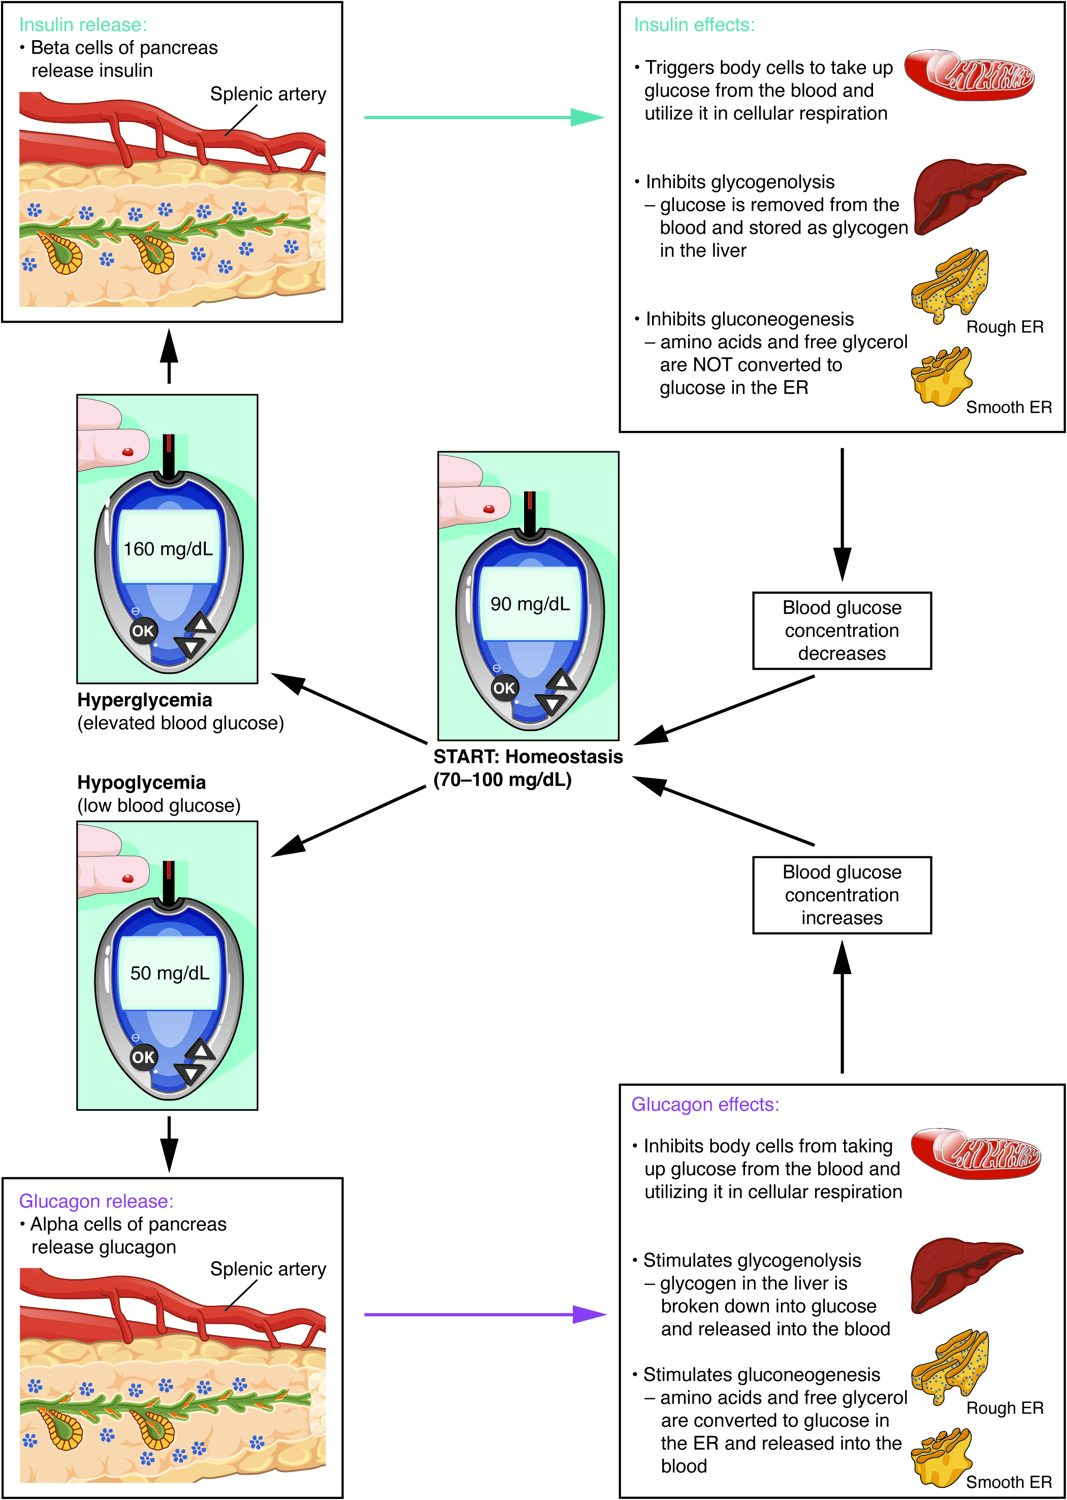 Insulin release:
• Beta cells of pancreas
release insulin
Splenic artery
Insulin effects:
• Triggers body cells to take up
glucose from the blood and
utilize it in cellular respiration
• Inhibits glycogenolysis
– glucose is removed from the
blood and stored as glycogen
in the liver
Rough ER
• Inhibits gluconeogenesis
– amino acids and free glycerol
are NOT converted to
glucose in the ER
Smooth ER
160 mg/dL
OK
Hyperglycemia
(elevated blood glucose)
90 mg/dL
OK
START: Homeostasis
(70–100 mg/dL)
Blood glucose
concentration
decreases
Hypoglycemia
(low blood glucose)
50 mg/dL
OK
Blood glucose
concentration
increases
Glucagon release:
• Alpha cells of pancreas
release glucagon
Splenic artery
Glucagon effects:
• Inhibits body cells from taking
up glucose from the blood and
utilizing it in cellular respiration
• Stimulates glycogenolysis
– glycogen in the liver is
broken down into glucose
and released into the blood
• Stimulates gluconeogenesis
– amino acids and free glycerol
are converted to glucose in
the ER and released into the
blood
Rough ER
Smooth ER